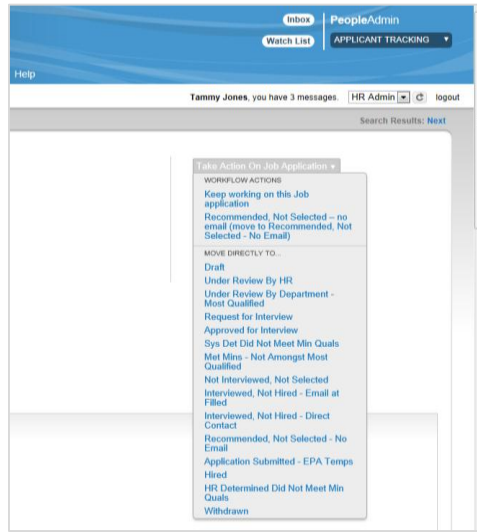 Inbox
PeopleAdmin
Watch List
APPLICANT TRACKING
Help
Tammy Jones, you have 3 messages.
HR Admin
logout
Search Results: Next
Take Action On Job Application
WORKFLOW ACTIONS
Keep working on this Job
application
Recommended, Not Selected – no
email (move to Recommended, Not
Selected - No Email)
MOVE DIRECTLY TO...
Draft
Under Review By HR
Under Review By Department -
Most Qualified
Request for Interview
Approved for Interview
Sys Det Did Not Meet Min Quals
Met Mins - Not Amongst Most
Qualified
Not Interviewed, Not Selected
Interviewed, Not Hired - Email at
Filled
Interviewed, Not Hired - Direct
Contact
Recommended, Not Selected - No
Email
Application Submitted - EPA Temps
Hired
HR Determined Did Not Meet Min
Quals
Withdrawn